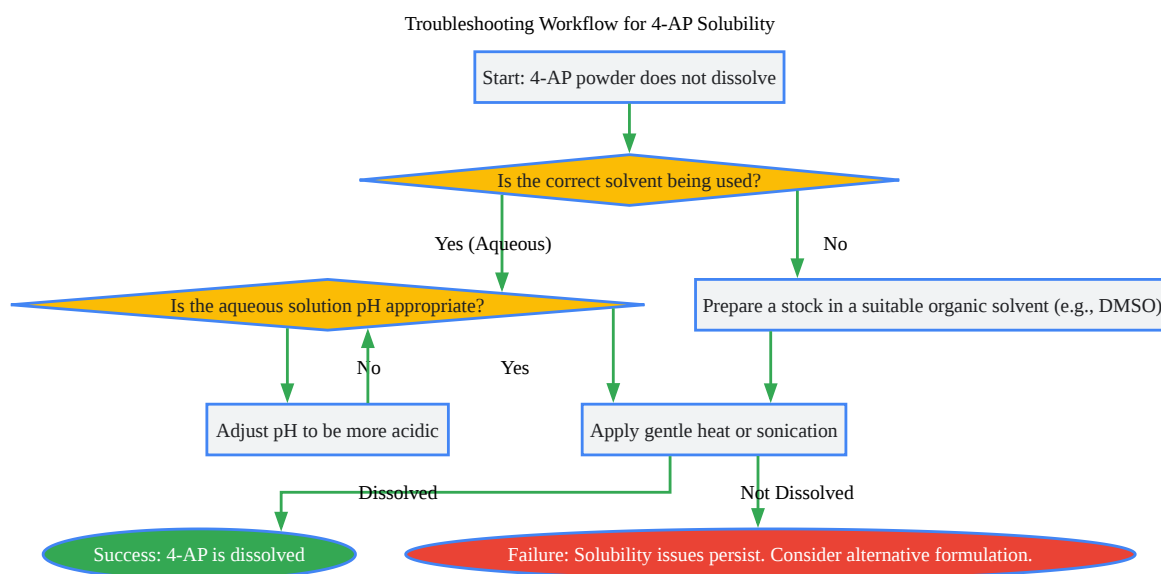 Troubleshooting Workflow for 4-AP Solubility
Start: 4-AP powder does not dissolve
Is the correct solvent being used?
Yes (Aqueous)
No
Is the aqueous solution pH appropriate?
Prepare a stock in a suitable organic solvent (e.g., DMSO)
No
Yes
Adjust pH to be more acidic
Apply gentle heat or sonication
Dissolved
Not Dissolved
Success: 4-AP is dissolved
Failure: Solubility issues persist. Consider alternative formulation.